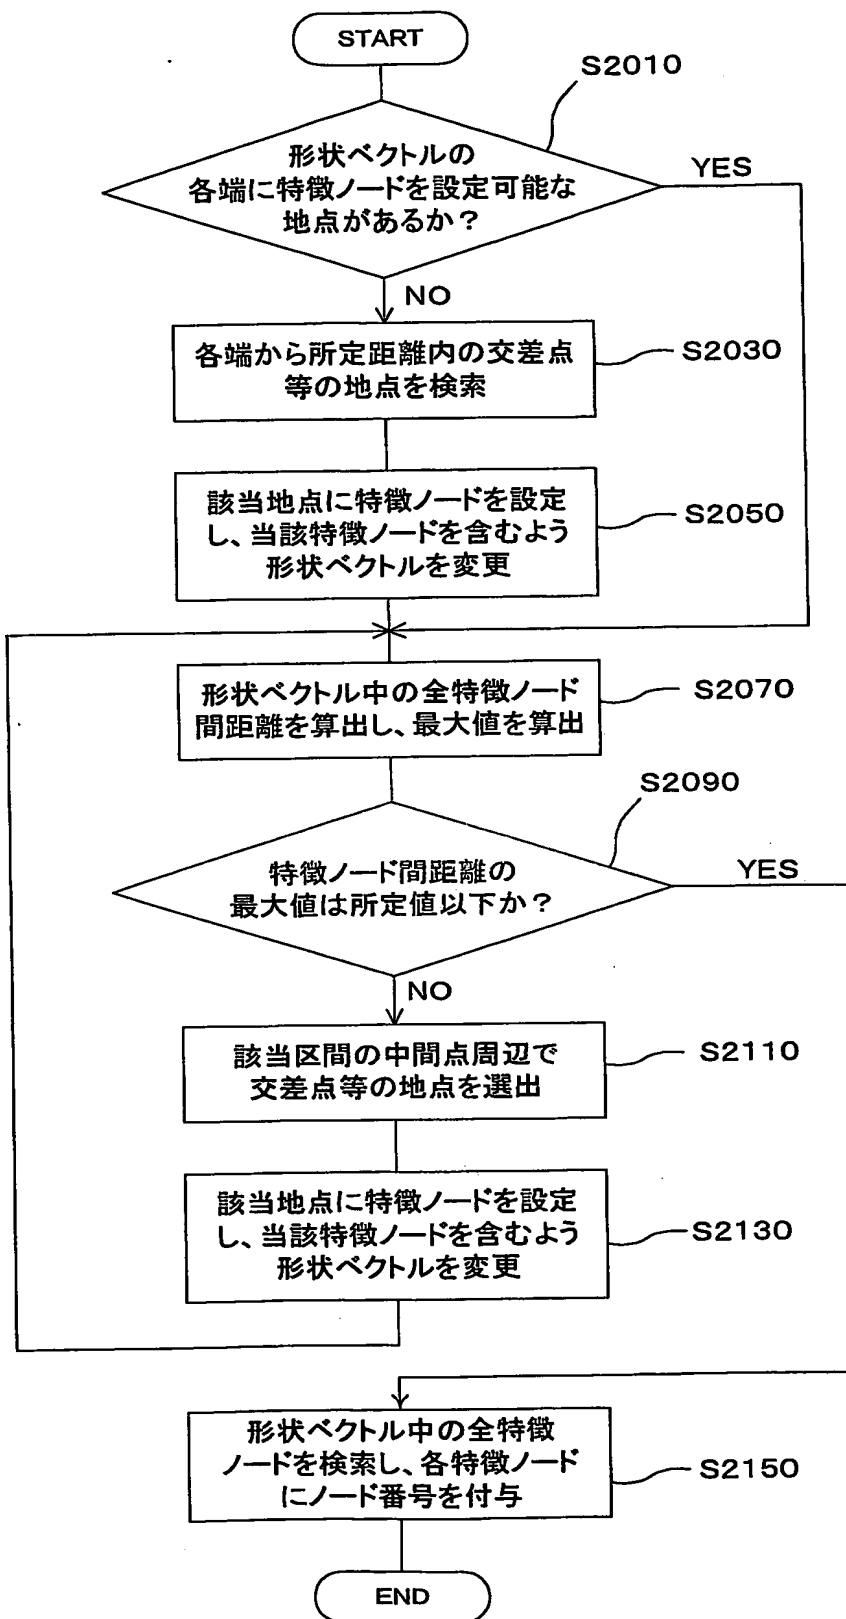 START
S2010
形状ベクトルの
各端に特徴ノードを設定可能な
地点があるか？
YES
NO
各端から所定距離内の交差点
等の地点を検索
S2030
該当地点に特徴ノードを設定
し、当該特徴ノードを含むよう
形状ベクトルを変更
S2050
形状ベクトル中の全特徴ノード
間距離を算出し、最大値を算出
S2070
S2090
特徴ノード間距離の
最大値は所定値以下か？
YES
NO
該当区間の中間点周辺で
交差点等の地点を選出
S2110
該当地点に特徴ノードを設定
し、当該特徴ノードを含むよう
形状ベクトルを変更
S2130
形状ベクトル中の全特徴
ノードを検索し、各特徴ノード
にノード番号を付与
S2150
END